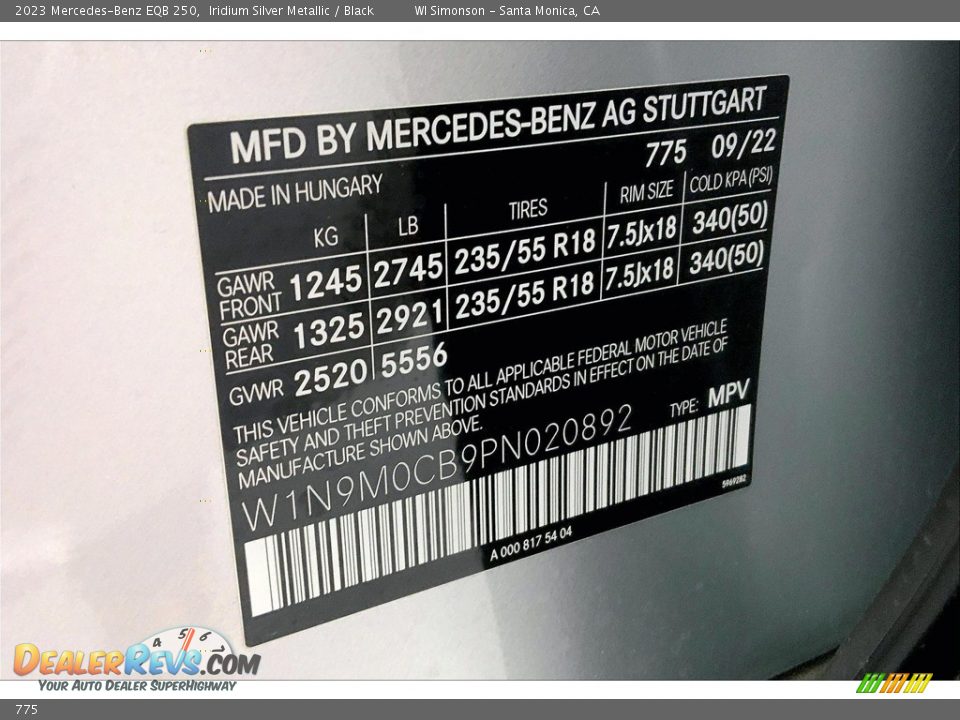 2023 Mercedes-Benz EQB 250, Iridium Silver Metallic / Black WI Simonson - Santa Monica, CA
MFD BY MERCEDES-BENZ AG STUTTGART
775 09/22
MADE IN HUNGARY
KG LB TIRES RIM SIZE COLD KPA (PSI)
GAWR FRONT 1245 2745 235/55 R18 7.5Jx18 340(50)
GAWR REAR 1325 2921 235/55 R18 7.5Jx18 340(50)
GVWR 2520 5556
THIS VEHICLE CONFORMS TO ALL APPLICABLE FEDERAL MOTOR VEHICLE
SAFETY AND THEFT PREVENTION STANDARDS IN EFFECT ON THE DATE OF
MANUFACTURE SHOWN ABOVE.
TYPE: MPV
W1N9M0CB9PN020892
5969282
A 000 817 54 04
4 5 6 7
DealerRevs.com
Your Auto Dealer SuperHighway
775